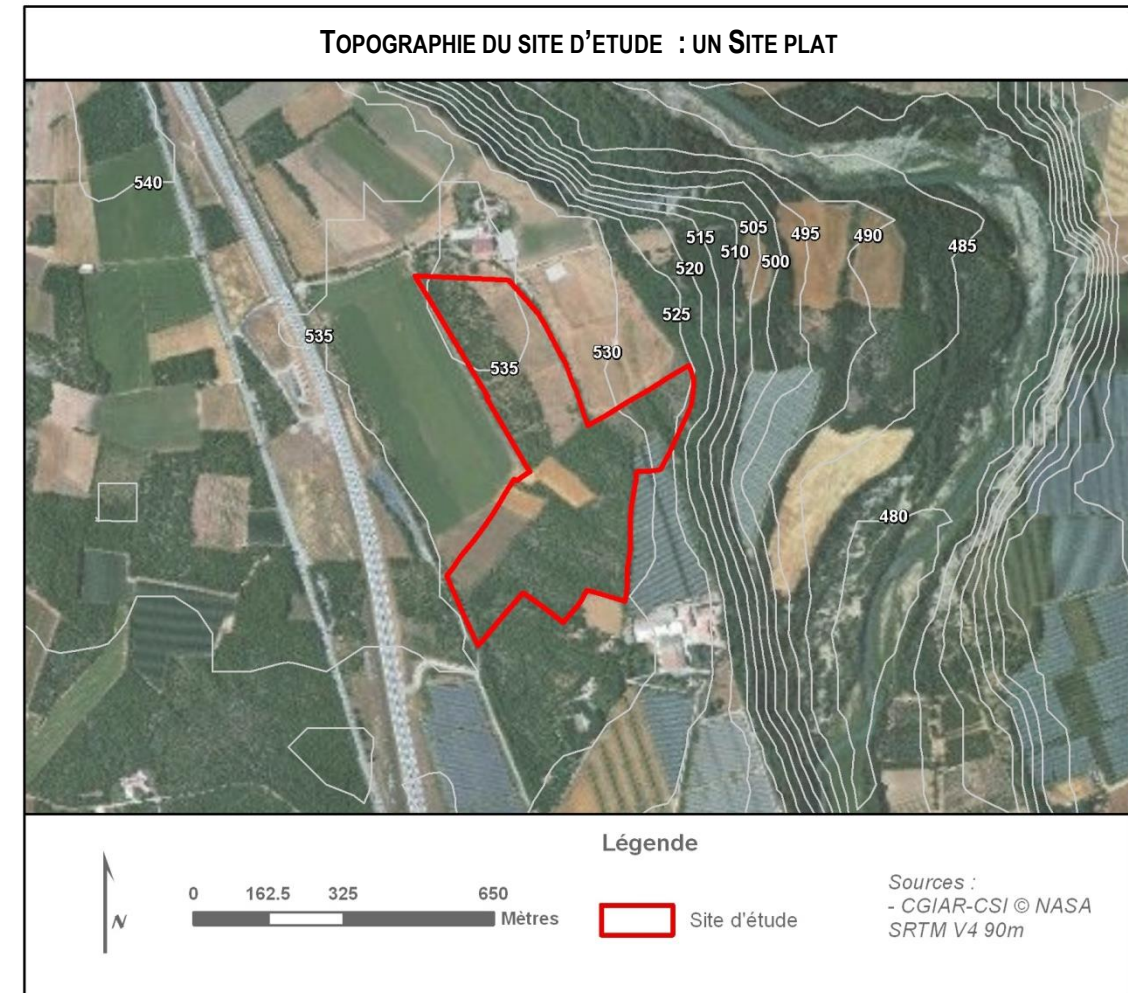 TOPOGRAPHIE DU SITE D'ETUDE : UN SITE PLAT
540
505
515
495
490
510
485
500
520
525
535
530
535
480
Légende
0 162.5 325 650
Mètres
N
Site d'étude
Sources :
- CGIAR-CSI © NASA
SRTM V4 90m